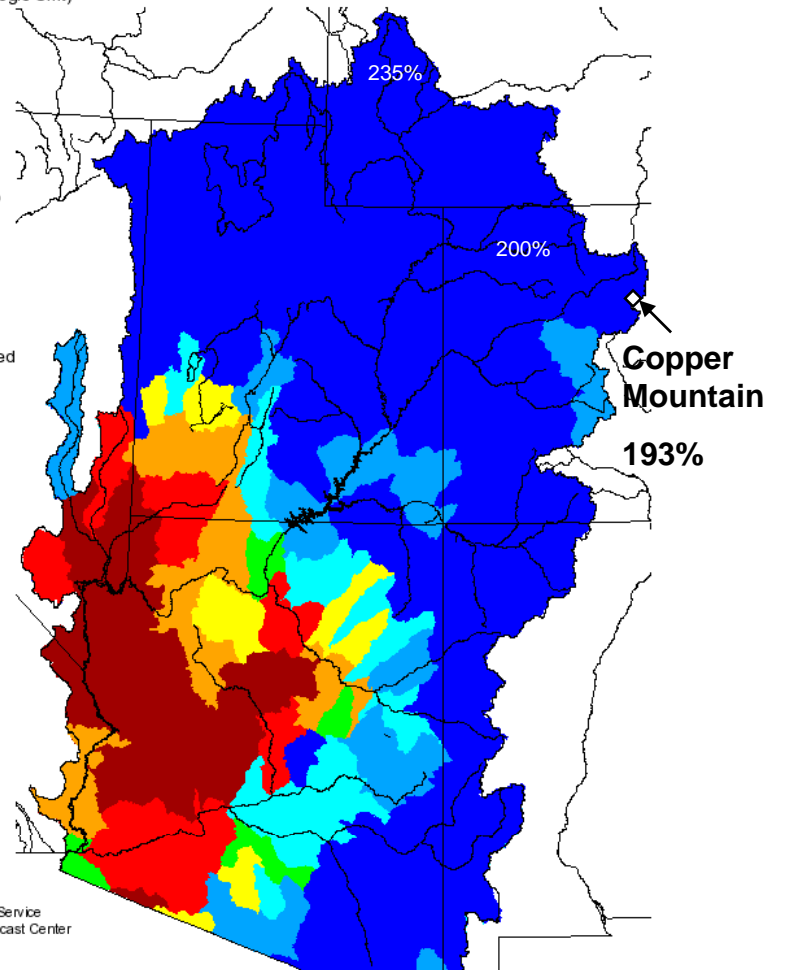 235%
200%
ed
Copper
Mountain
193%
Service
cast Center